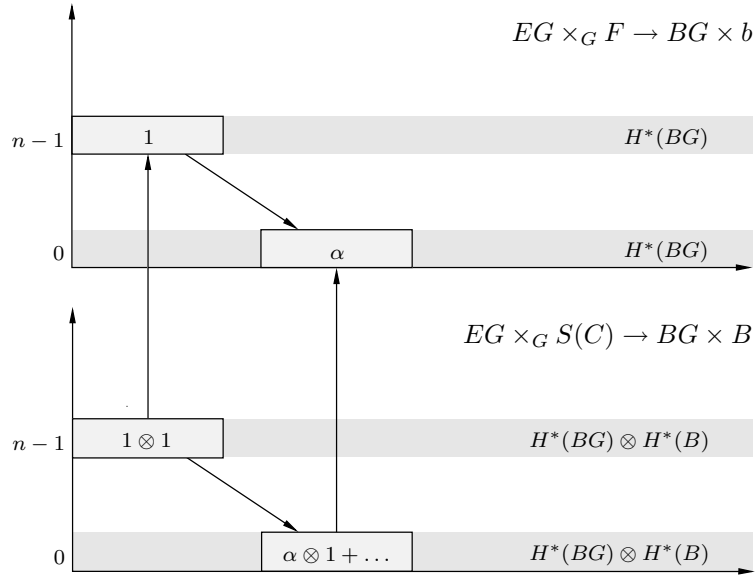 EG ×_G F → BG × b
n − 1 1 H*(BG)
0 α H*(BG)
EG ×_G S(C) → BG × B
n − 1 1 ⊗ 1 H*(BG) ⊗ H*(B)
0 α ⊗ 1 + … H*(BG) ⊗ H*(B)